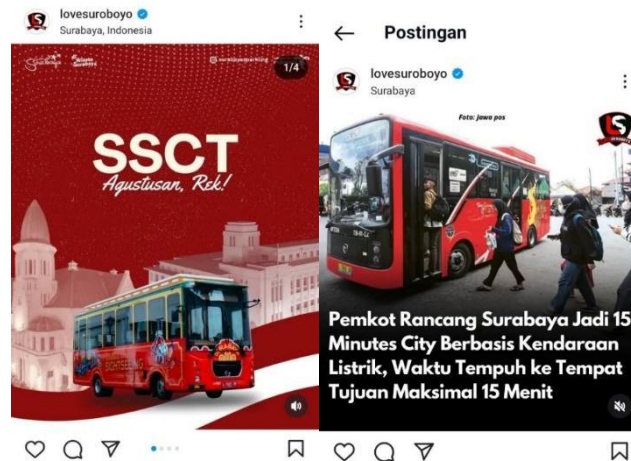 lovesuroboyo
Surabaya, Indonesia
1/4
SSCT
Agustusan, Rek!
Postingan
lovesuroboyo
Surabaya
Foto: Jawa pos
Pemkot Rancang Surabaya Jadi 15
Minutes City Berbasis Kendaraan
Listrik, Waktu Tempuh ke Tempat
Tujuan Maksimal 15 Menit